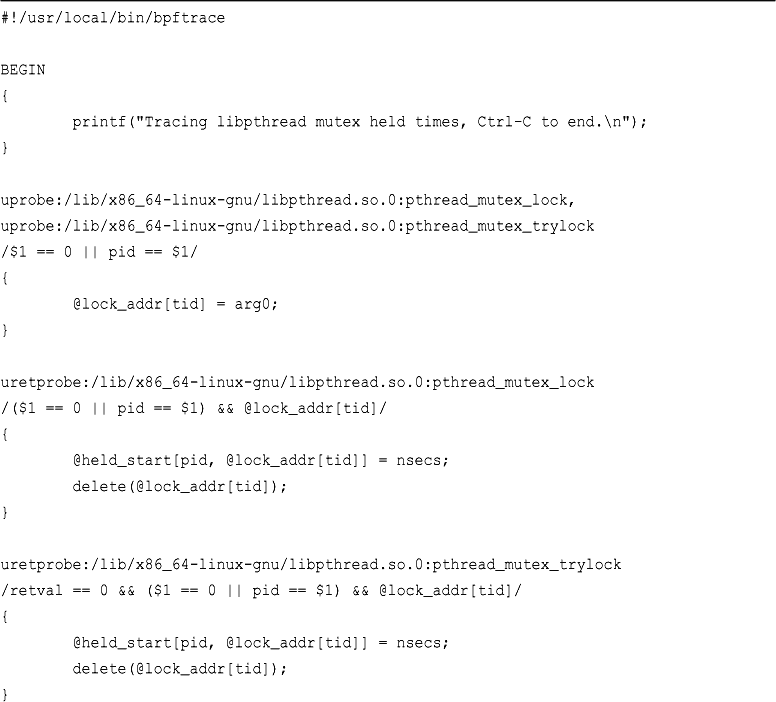 #!/usr/local/bin/bpftrace
BEGIN
{
        printf("Tracing libpthread mutex held times, Ctrl-C to end.\n");
}
uprobe:/lib/x86_64-linux-gnu/libpthread.so.0:pthread_mutex_lock,
uprobe:/lib/x86_64-linux-gnu/libpthread.so.0:pthread_mutex_trylock
/$1 == 0 || pid == $1/
{
        @lock_addr[tid] = arg0;
}
uretprobe:/lib/x86_64-linux-gnu/libpthread.so.0:pthread_mutex_lock
/($1 == 0 || pid == $1) && @lock_addr[tid]/
{
        @held_start[pid, @lock_addr[tid]] = nsecs;
        delete(@lock_addr[tid]);
}
uretprobe:/lib/x86_64-linux-gnu/libpthread.so.0:pthread_mutex_trylock
/retval == 0 && ($1 == 0 || pid == $1) && @lock_addr[tid]/
{
        @held_start[pid, @lock_addr[tid]] = nsecs;
        delete(@lock_addr[tid]);
}